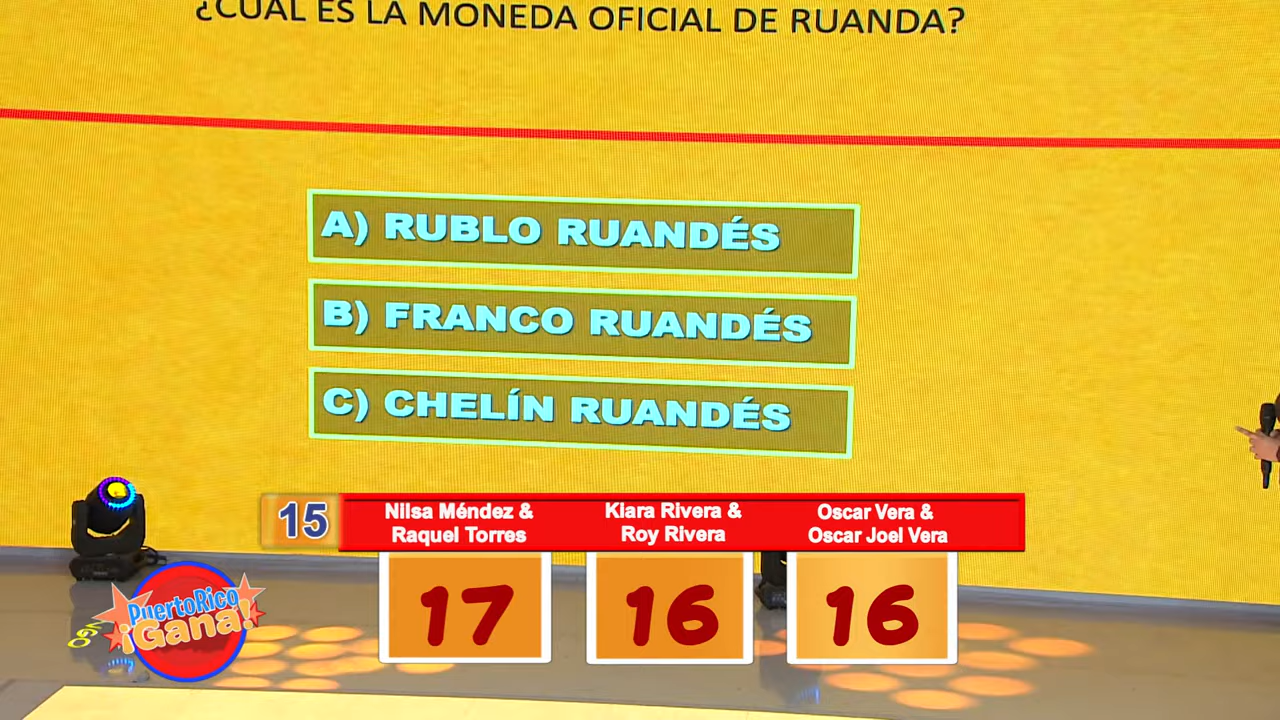 ¿CUÁL ES LA MONEDA OFICIAL DE RUANDA?
A) RUBLO RUANDÉS
B) FRANCO RUANDÉS
C) CHELÍN RUANDÉS
15
Nilsa Méndez &
Raquel Torres
Kiara Rivera &
Roy Rivera
Oscar Vera &
Oscar Joel Vera
17
16
16
PuertoRico
¡Gana!